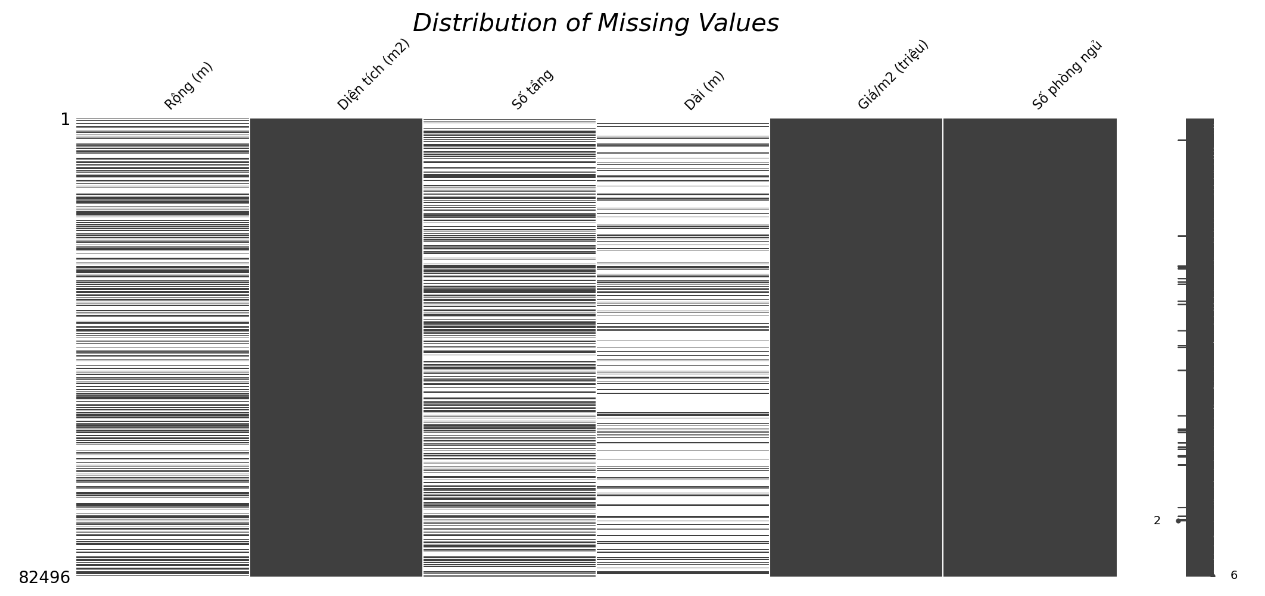 Distribution of Missing Values
Rộng (m)
Diện tích (m2)
Số tầng
Dài (m)
Giá/m2 (triệu)
Số phòng ngủ
1
2
82496
6